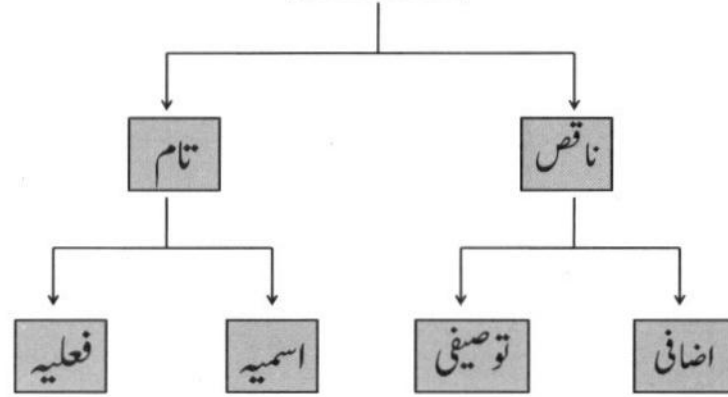 ناقص
تام
اضافی
توصیفی
اسمیہ
فعلیہ